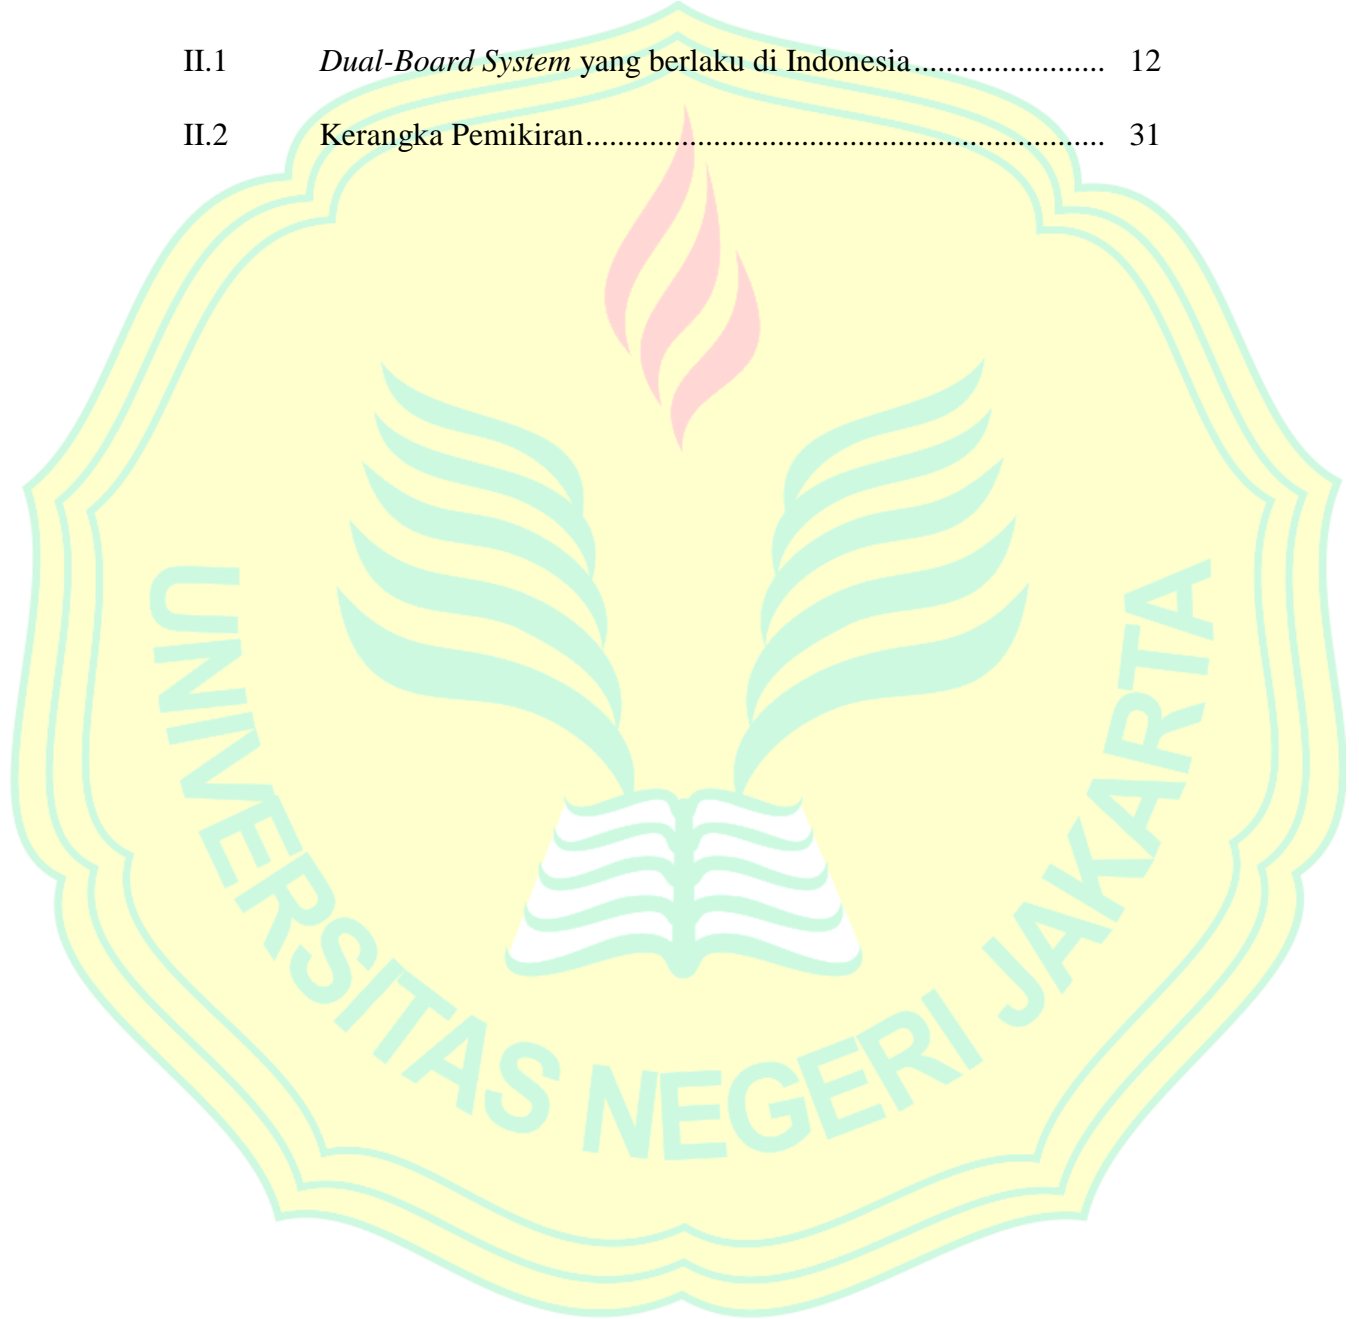 II.1 Dual-Board System yang berlaku di Indonesia........................ 12
II.2 Kerangka Pemikiran................................................................. 31
UNIVERSITAS NEGERI JAKARTA